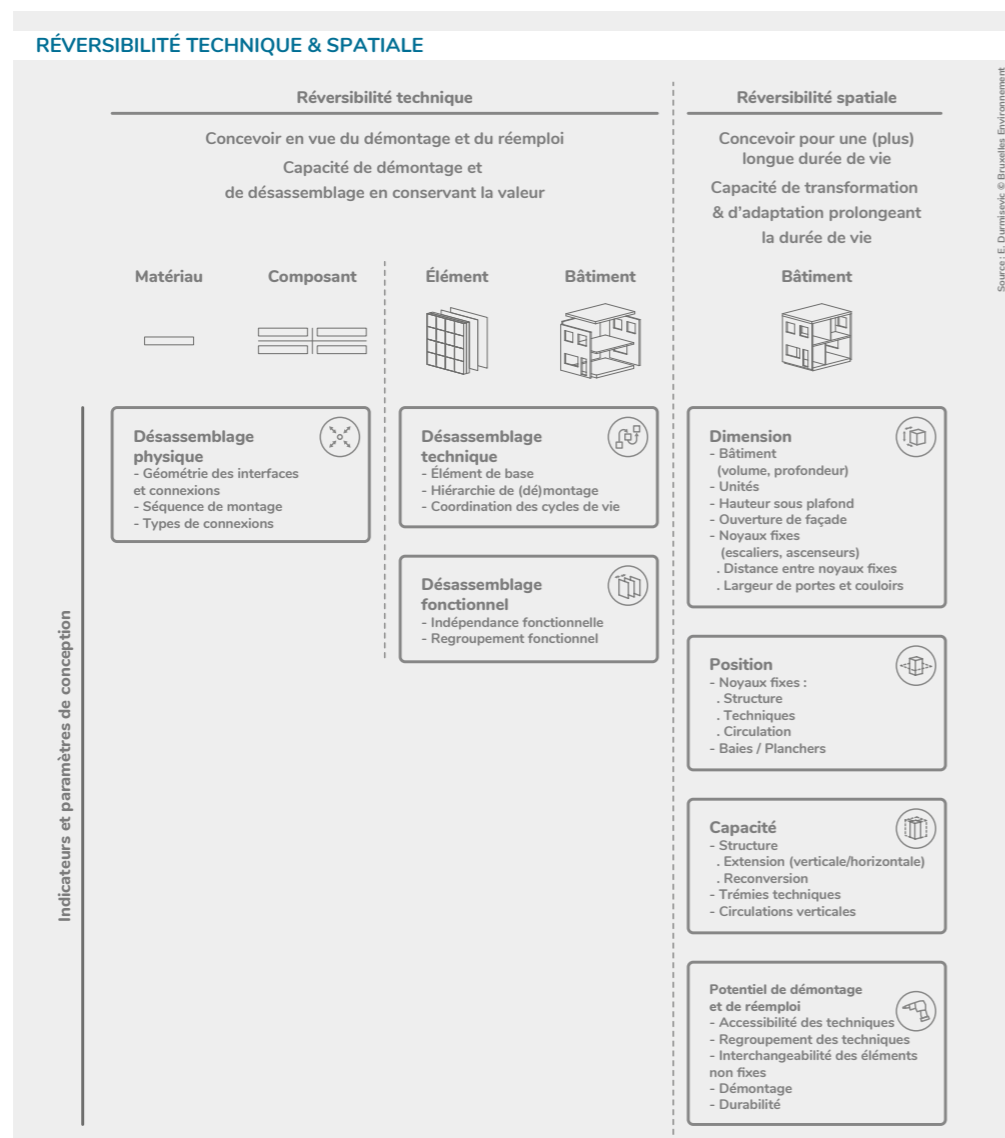 RÉVERSIBILITÉ TECHNIQUE & SPATIALE
Réversibilité technique
Concevoir en vue du démontage et du réemploi
Capacité de démontage et
de désassemblage en conservant la valeur
Réversibilité spatiale
Concevoir pour une (plus)
longue durée de vie
Capacité de transformation
& d'adaptation prolongeant
la durée de vie
Source : E. Durmisevic © Bruxelles Environnement
Matériau
Composant
Élément
Bâtiment
Bâtiment
Indicateurs et paramètres de conception
Désassemblage
physique
- Géométrie des interfaces
et connexions
- Séquence de montage
- Types de connexions
Désassemblage
technique
- Élément de base
- Hiérarchie de (dé)montage
- Coordination des cycles de vie
Désassemblage
fonctionnel
- Indépendance fonctionnelle
- Regroupement fonctionnel
Dimension
- Bâtiment
(volume, profondeur)
- Unités
- Hauteur sous plafond
- Ouverture de façade
- Noyaux fixes
(escaliers, ascenseurs)
. Distance entre noyaux fixes
. Largeur de portes et couloirs
Position
- Noyaux fixes :
. Structure
. Techniques
. Circulation
- Baies / Planchers
Capacité
- Structure
. Extension (verticale/horizontale)
. Reconversion
- Trémies techniques
- Circulations verticales
Potentiel de démontage
et de réemploi
- Accessibilité des techniques
- Regroupement des techniques
- Interchangeabilité des éléments
non fixes
- Démontage
- Durabilité